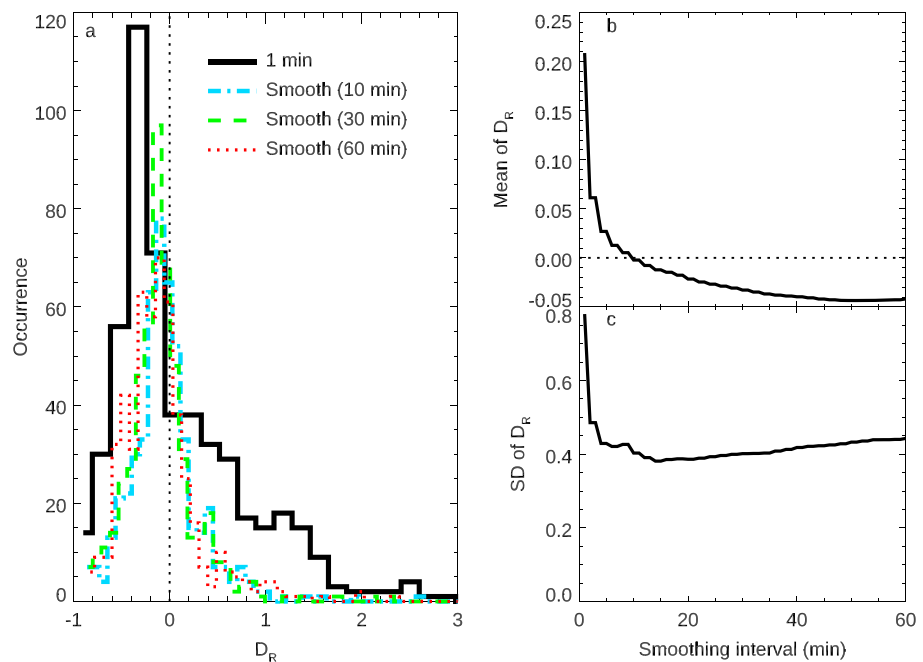 a
1 min
Smooth (10 min)
Smooth (30 min)
Smooth (60 min)
120
100
80
60
40
20
0
Occurrence
-1
0
1
2
3
D_R
b
0.25
0.20
0.15
0.10
0.05
0.00
-0.05
Mean of D_R
c
0.8
0.6
0.4
0.2
0.0
SD of D_R
0
20
40
60
Smoothing interval (min)